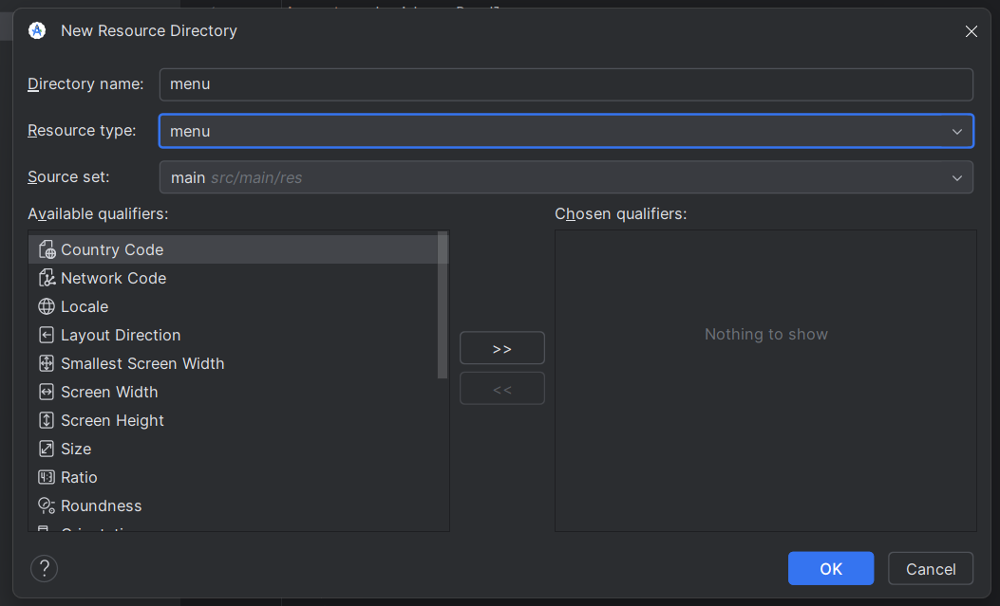 New Resource Directory
Directory name: menu
Resource type: menu
Source set: main src/main/res
Available qualifiers: Chosen qualifiers:
Country Code
Network Code
Locale
Layout Direction
Smallest Screen Width
Screen Width
Screen Height
Size
Ratio
Roundness
Nothing to show
>>
<<
?
OK Cancel